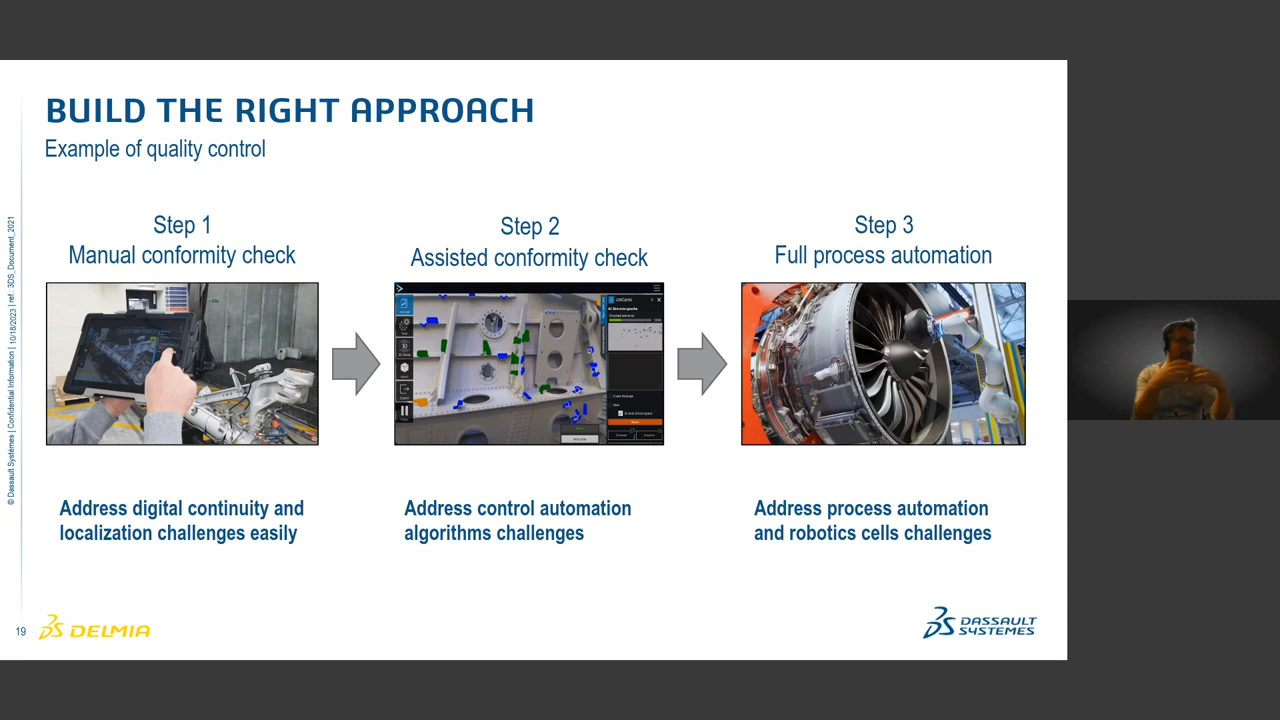 BUILD THE RIGHT APPROACH
Example of quality control
Step 1
Manual conformity check
Step 2
Assisted conformity check
Step 3
Full process automation
JobCards
Address digital continuity and
localization challenges easily
Address control automation
algorithms challenges
Address process automation
and robotics cells challenges
© Dassault Systèmes | Confidential Information | 10/18/2023 | ref.: 3DS_Document_2021
19
DELMIA
DASSAULT
SYSTEMES